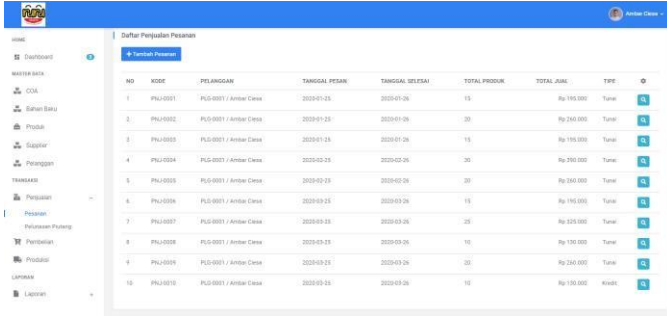 Ambar Ciesa
HOME
Dashboard
MASTER DATA
COA
Bahan Baku
Produk
Supplier
Pelanggan
TRANSAKSI
Penjualan
Pesanan
Pelunasan Piutang
Pembelian
Produksi
LAPORAN
Laporan
Daftar Penjualan Pesanan
+ Tambah Pesanan
NO KODE PELANGGAN TANGGAL PESAN TANGGAL SELESAI TOTAL PRODUK TOTAL JUAL TIPE
1 PNJ-0001 PLG-0001 / Ambar Ciesa 2020-01-25 2020-01-26 15 Rp 195.000 Tunai
2 PNJ-0002 PLG-0001 / Ambar Ciesa 2020-01-25 2020-01-26 20 Rp 260.000 Tunai
3 PNJ-0003 PLG-0001 / Ambar Ciesa 2020-01-25 2020-01-26 15 Rp 195.000 Tunai
4 PNJ-0004 PLG-0001 / Ambar Ciesa 2020-02-25 2020-02-26 30 Rp 390.000 Tunai
5 PNJ-0005 PLG-0001 / Ambar Ciesa 2020-02-25 2020-02-26 20 Rp 260.000 Tunai
6 PNJ-0006 PLG-0001 / Ambar Ciesa 2020-03-25 2020-03-26 15 Rp 195.000 Tunai
7 PNJ-0007 PLG-0001 / Ambar Ciesa 2020-03-25 2020-03-26 25 Rp 325.000 Tunai
8 PNJ-0008 PLG-0001 / Ambar Ciesa 2020-03-25 2020-03-26 10 Rp 130.000 Tunai
9 PNJ-0009 PLG-0001 / Ambar Ciesa 2020-03-25 2020-03-26 20 Rp 260.000 Tunai
10 PNJ-0010 PLG-0001 / Ambar Ciesa 2020-03-25 2020-03-26 10 Rp 130.000 Kredit